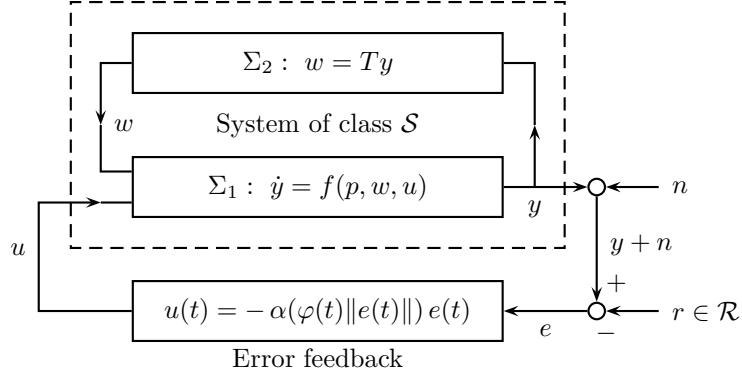 Σ₂ : w = Ty
w
System of class 𝒮
Σ₁ : ẏ = f(p, w, u)
y
n
u
y + n
+
u(t) = − α(φ(t)‖e(t)‖) e(t)
e
−
r ∈ ℛ
Error feedback